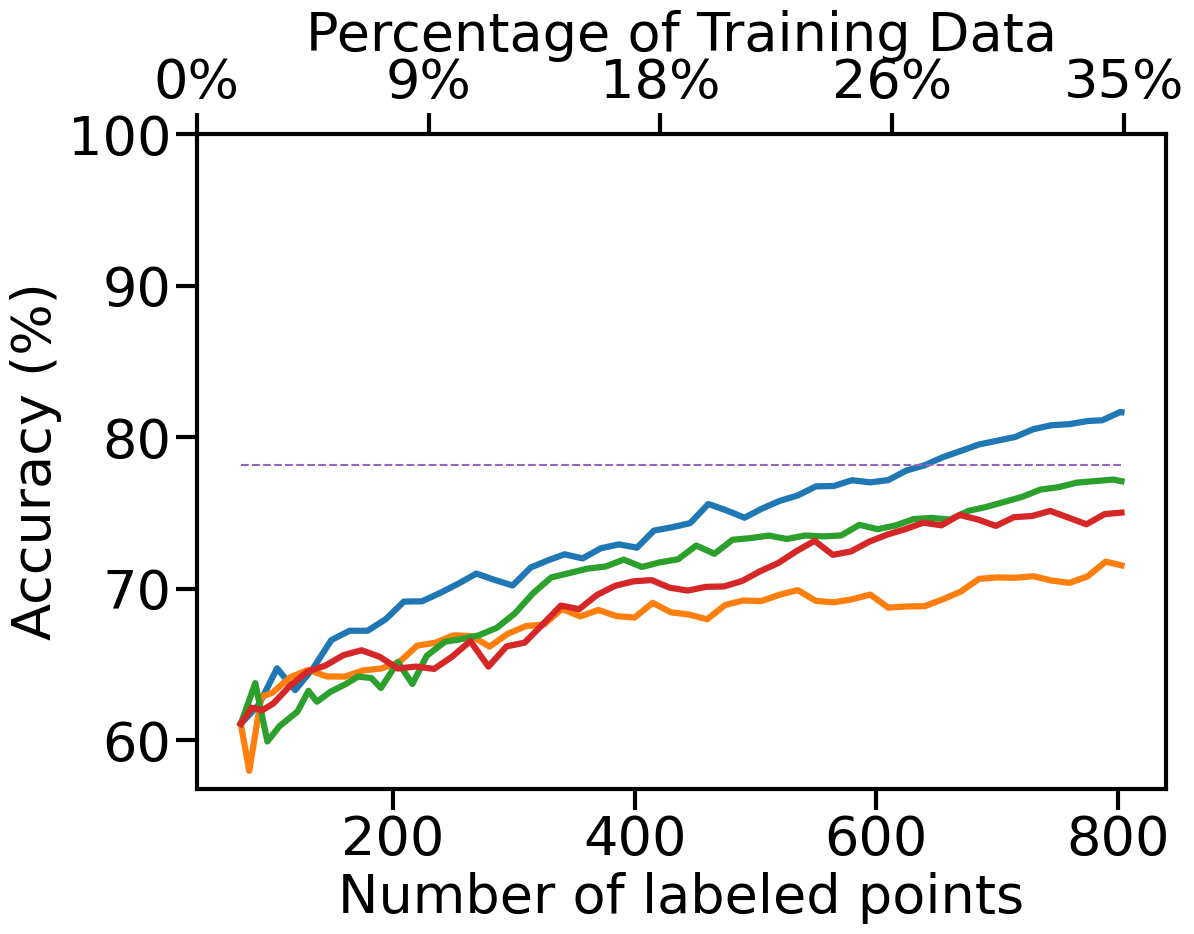 Percentage of Training Data
0% 9% 18% 26% 35%
100
90
80
70
60
Accuracy (%)
200 400 600 800
Number of labeled points